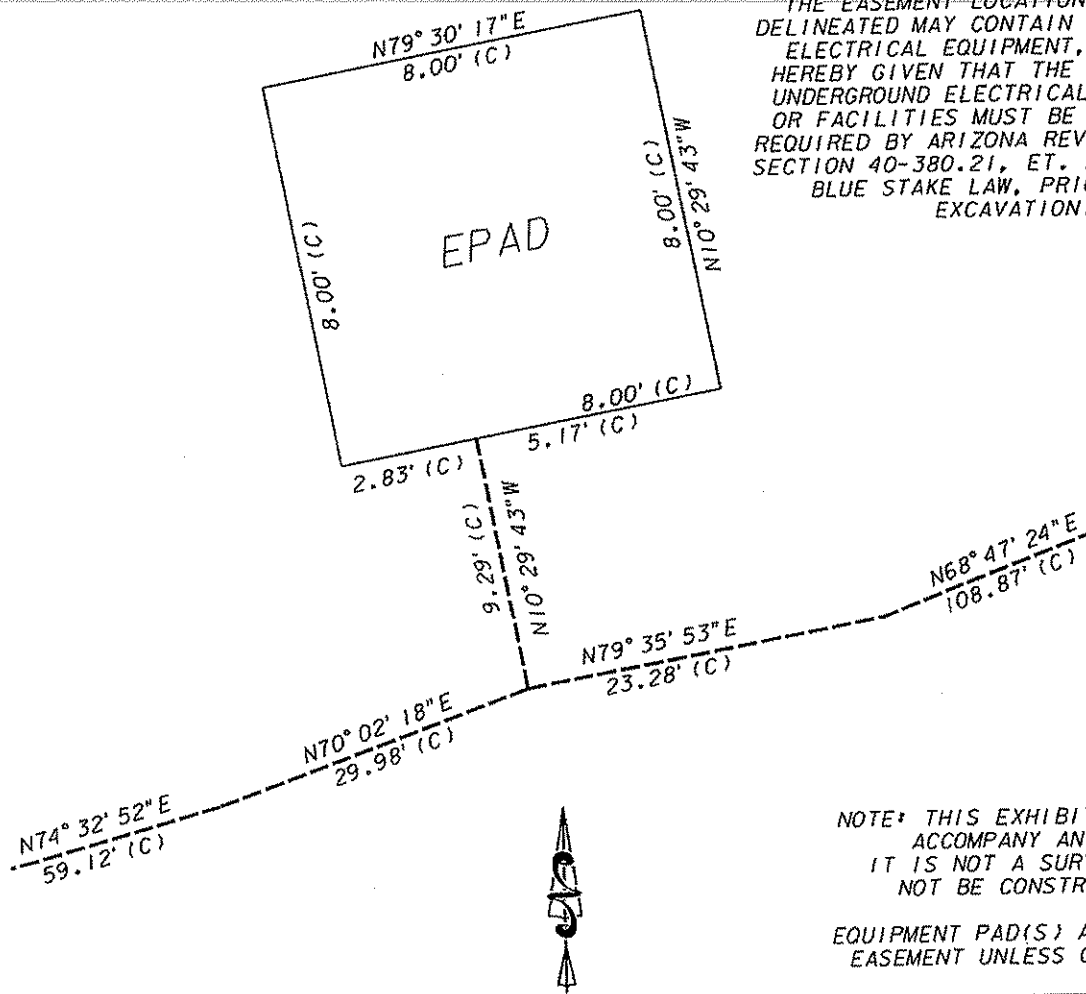 THE EASEMENT LOCATION
DELINEATED MAY CONTAIN
ELECTRICAL EQUIPMENT,
HEREBY GIVEN THAT THE
UNDERGROUND ELECTRICAL
OR FACILITIES MUST BE
REQUIRED BY ARIZONA REV
SECTION 40-380.21, ET.
BLUE STAKE LAW, PRI
EXCAVATION.
N79° 30' 17"E
8.00' (C)
8.00' (C)
N10° 29' 43"W
8.00' (C)
EPAD
8.00' (C)
5.17' (C)
2.83' (C)
9.29' (C)
N10° 29' 43"W
N68° 47' 24"E
108.87' (C)
N79° 35' 53"E
23.28' (C)
N70° 02' 18"E
29.98' (C)
N74° 32' 52"E
59.12' (C)
NOTE: THIS EXHIBIT
ACCOMPANY AN
IT IS NOT A SUR
NOT BE CONSTR
EQUIPMENT PAD(S) A
EASEMENT UNLESS